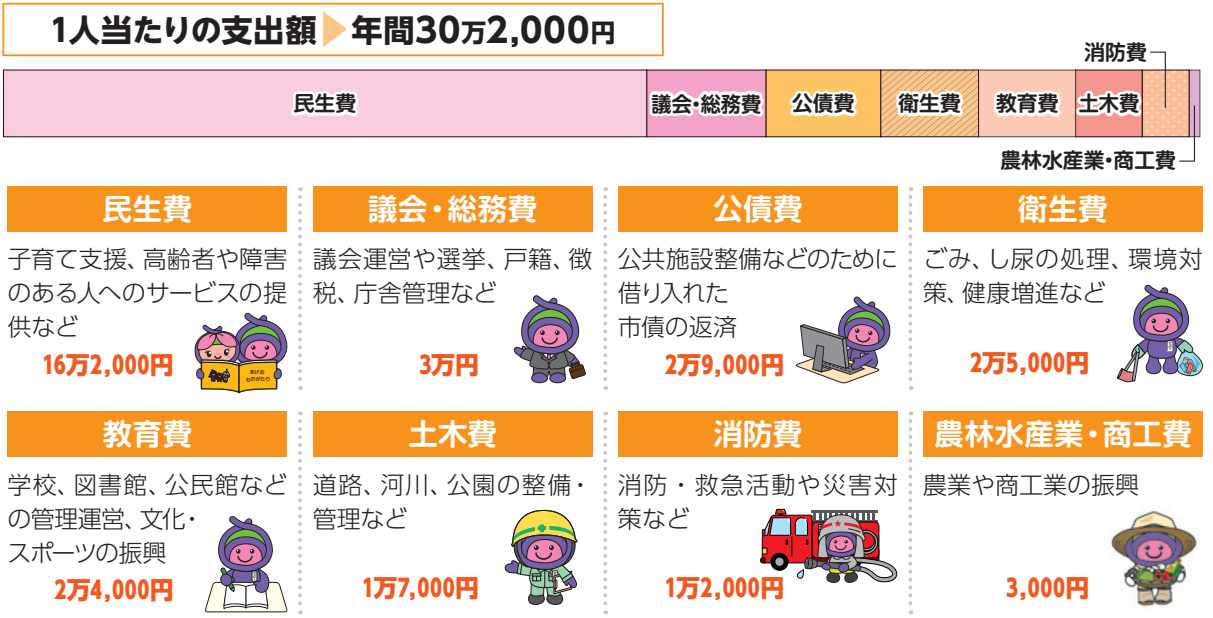 1人当たりの支出額▶年間30万2,000円
消防費
民生費
議会・総務費
公債費
衛生費
教育費
土木費
農林水産業・商工費
民生費
子育て支援、高齢者や障害
のある人へのサービスの提
供など
16万2,000円
あげお
ものがたり
議会・総務費
議会運営や選挙、戸籍、徴
税、庁舎管理など
3万円
公債費
公共施設整備などのために
借り入れた
市債の返済
2万9,000円
衛生費
ごみ、し尿の処理、環境対
策、健康増進など
2万5,000円
教育費
学校、図書館、公民館など
の管理運営、文化・
スポーツの振興
2万4,000円
土木費
道路、河川、公園の整備・
管理など
1万7,000円
消防費
消防・救急活動や災害対
策など
1万2,000円
農林水産業・商工費
農業や商工業の振興
3,000円